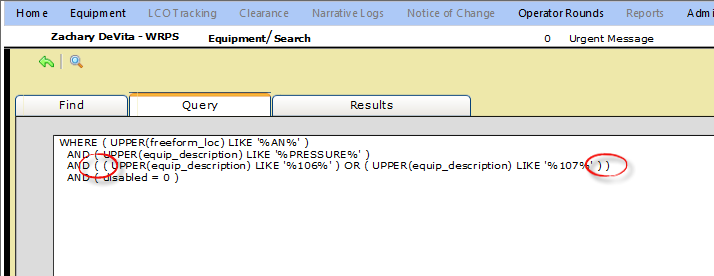 Home Equipment LCO Tracking Clearance Narrative Logs Notice of Change Operator Rounds Reports Admi
Zachary DeVita - WRPS Equipment/Search 0 Urgent Message
Find Query Results
WHERE ( UPPER(freeform_loc) LIKE '%AN%' )
AND ( UPPER(equip_description) LIKE '%PRESSURE%' )
AND ( ( UPPER(equip_description) LIKE '%106%' ) OR ( UPPER(equip_description) LIKE '%107%' ) )
AND ( disabled = 0 )